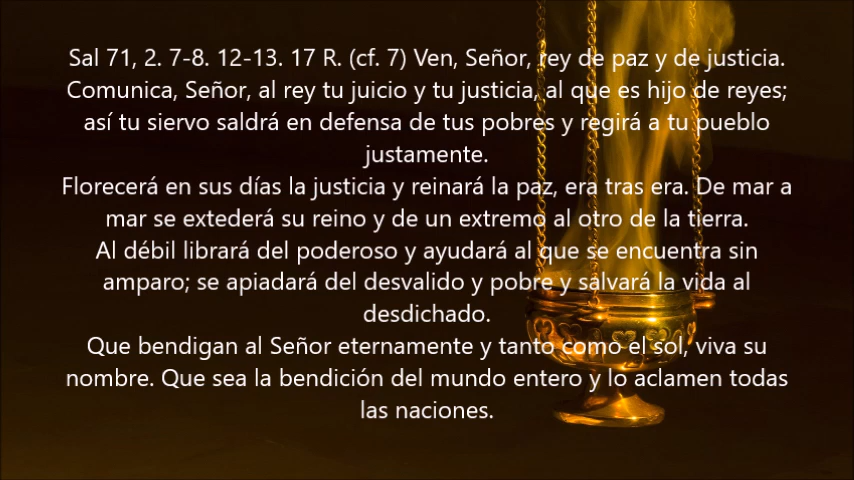 Sal 71, 2. 7-8. 12-13. 17 R. (cf. 7) Ven, Señor, rey de paz y de justicia.
Comunica, Señor, al rey tu juicio y tu justicia, al que es hijo de reyes;
así tu siervo saldrá en defensa de tus pobres y regirá a tu pueblo
justamente.
Florecerá en sus días la justicia y reinará la paz, era tras era. De mar a
mar se extederá su reino y de un extremo al otro de la tierra.
Al débil librará del poderoso y ayudará al que se encuentra sin
amparo; se apiadará del desvalido y pobre y salvará la vida al
desdichado.
Que bendigan al Señor eternamente y tanto como el sol, viva su
nombre. Que sea la bendición del mundo entero y lo aclamen todas
las naciones.